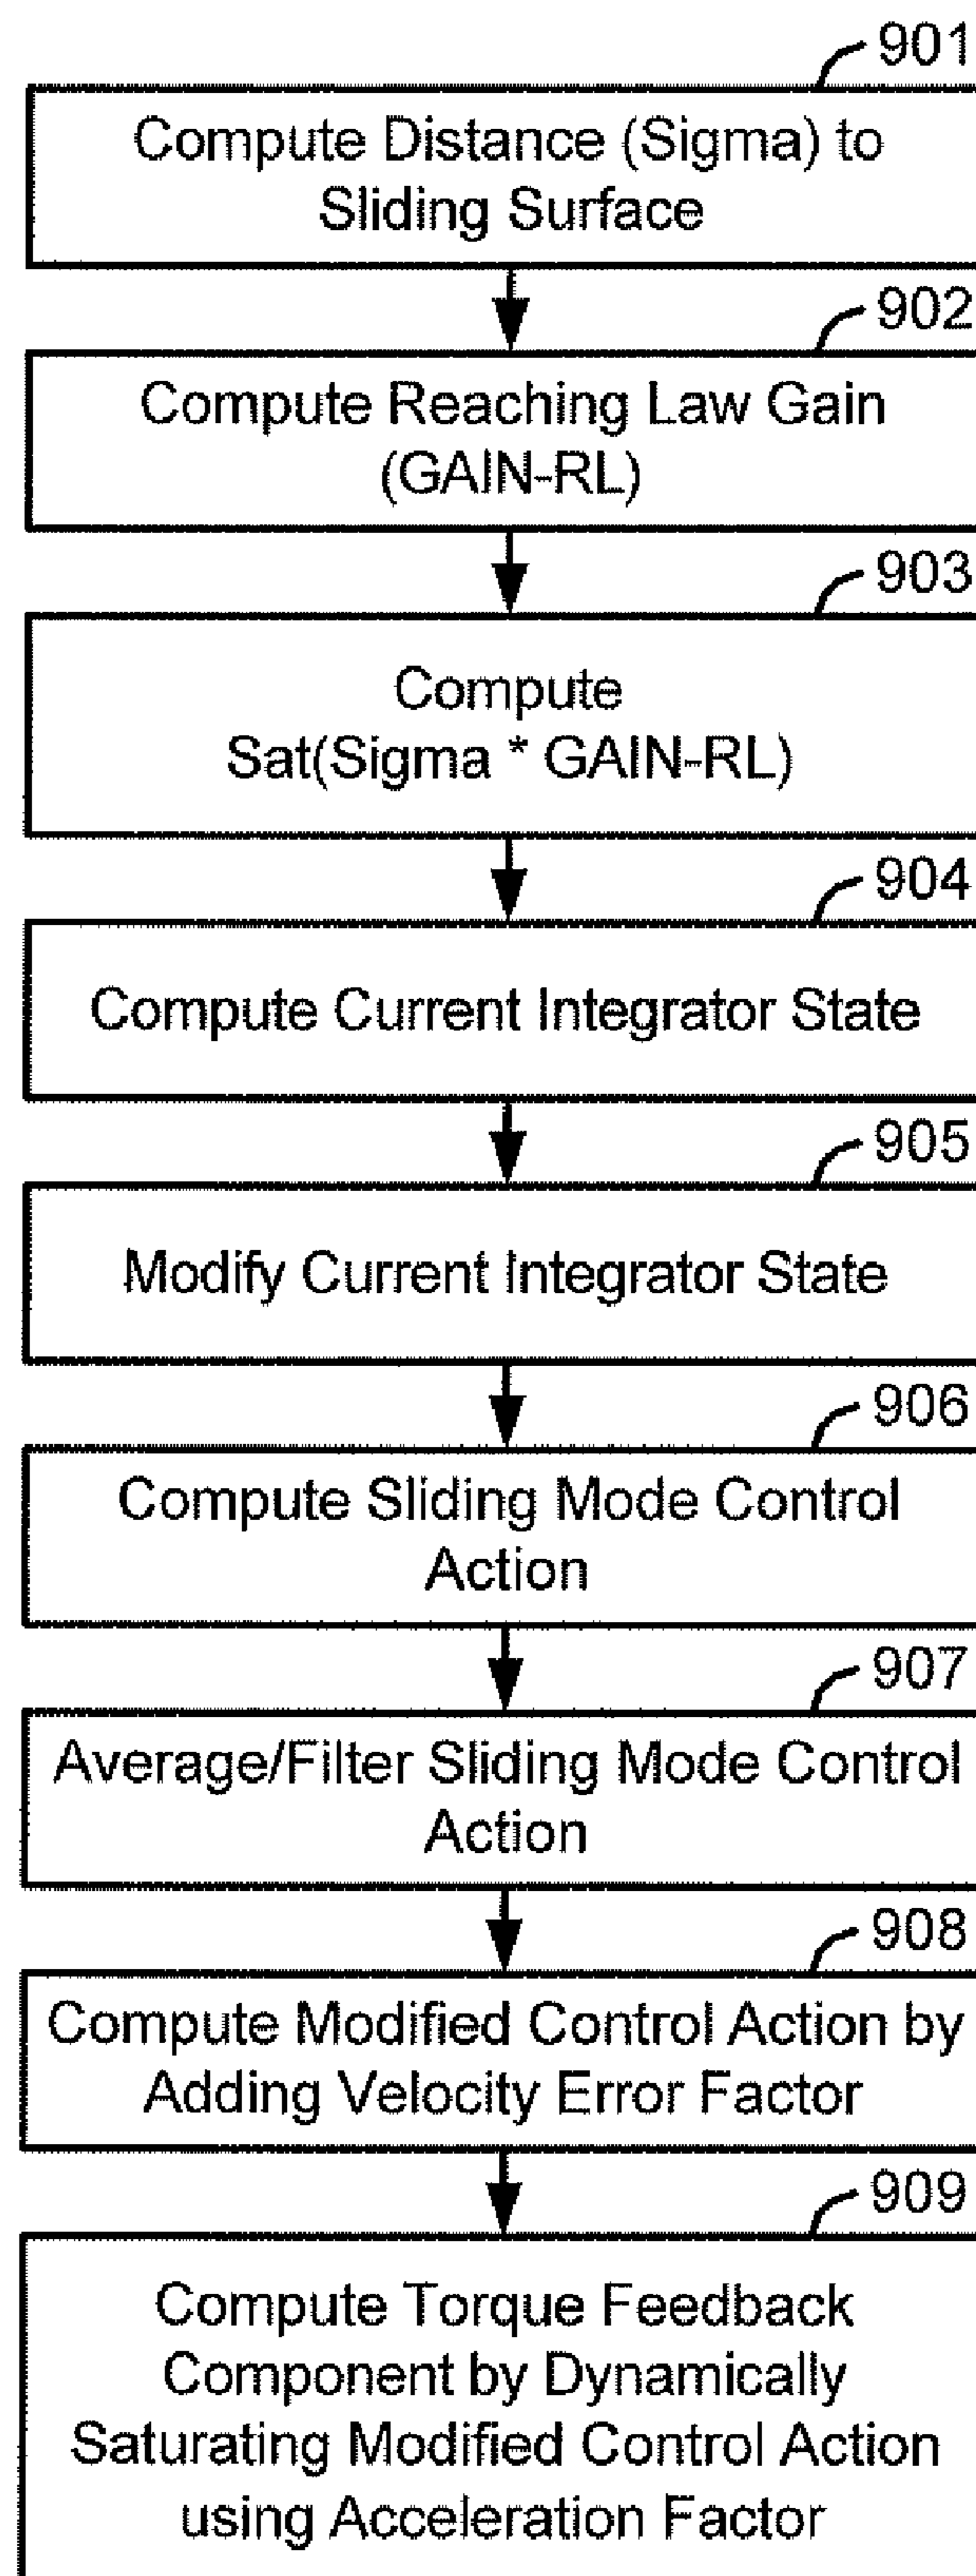 901
Compute Distance (Sigma) to
Sliding Surface
902
Compute Reaching Law Gain
(GAIN-RL)
903
Compute
Sat(Sigma * GAIN-RL)
904
Compute Current Integrator State
905
Modify Current Integrator State
906
Compute Sliding Mode Control
Action
907
Average/Filter Sliding Mode Control
Action
908
Compute Modified Control Action by
Adding Velocity Error Factor
909
Compute Torque Feedback
Component by Dynamically
Saturating Modified Control Action
using Acceleration Factor